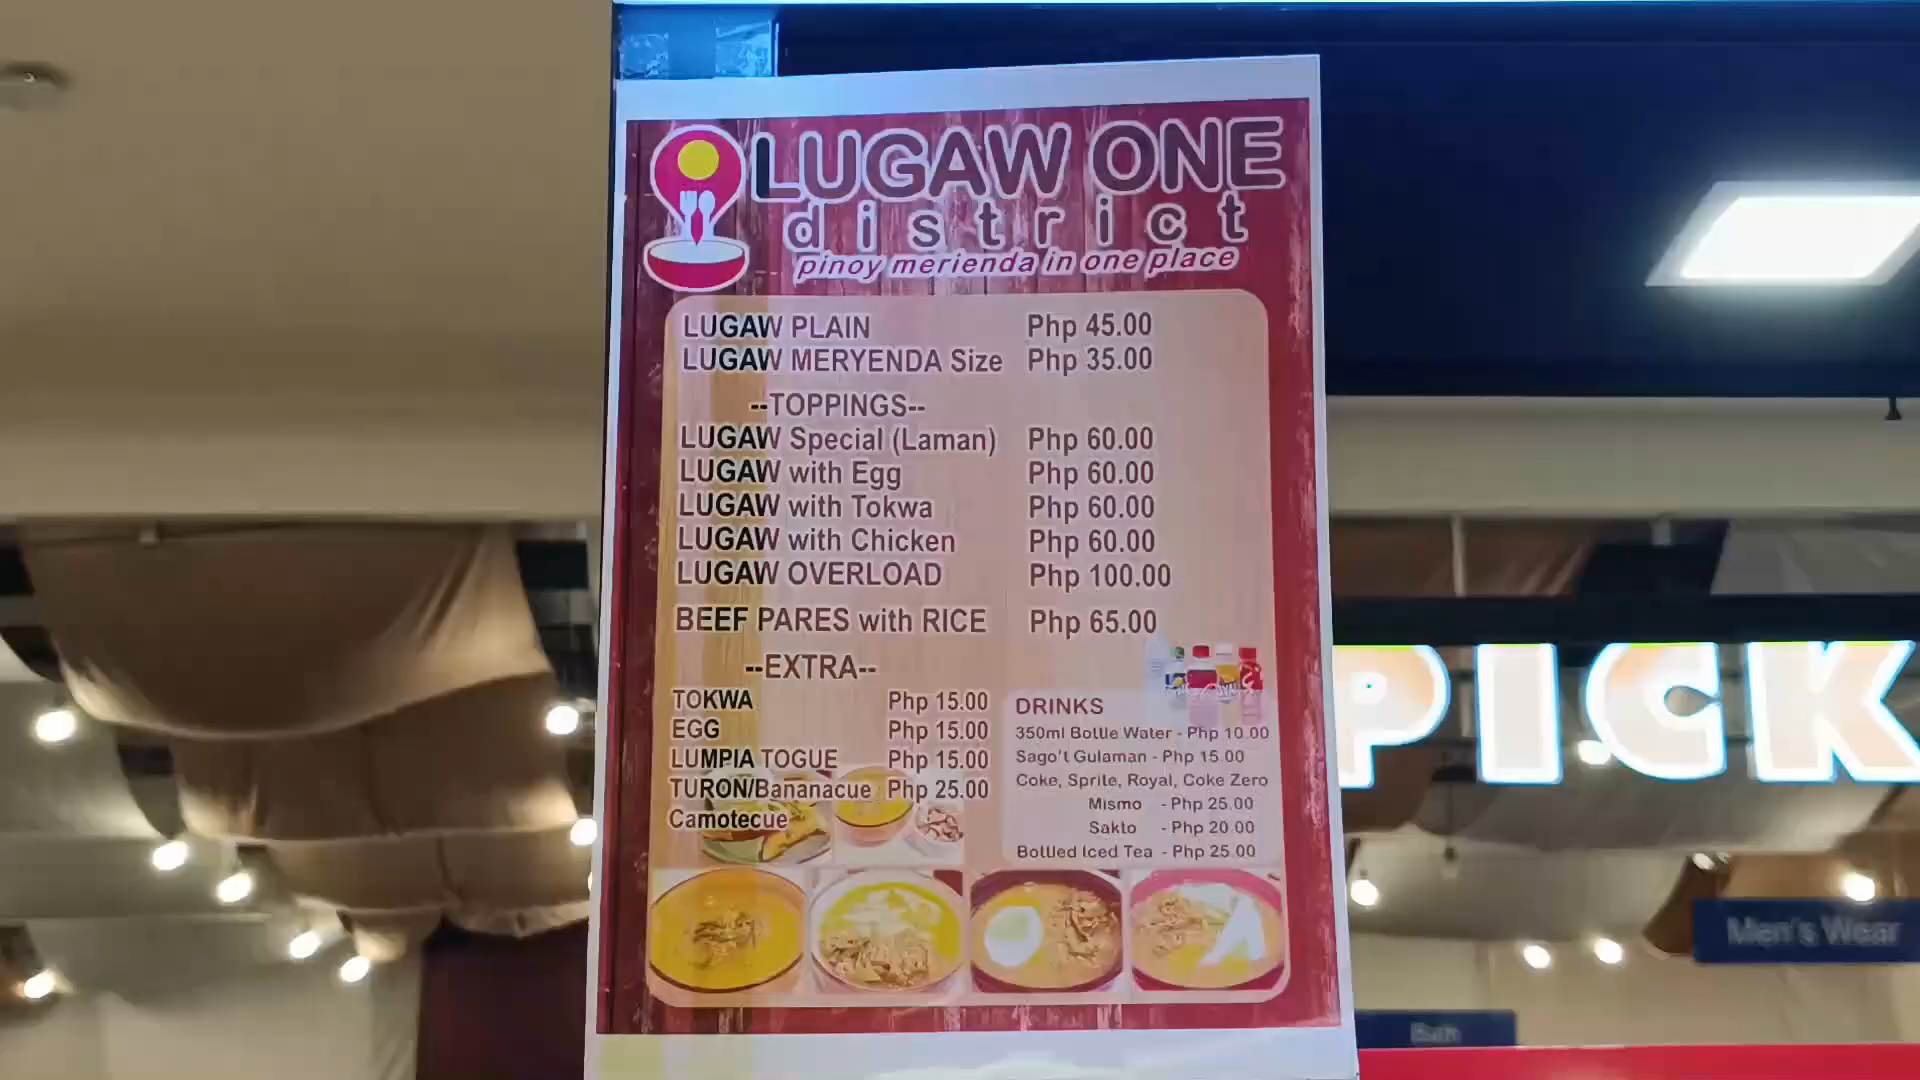 LUGAW ONE
district
pinoy merienda in one place
LUGAW PLAIN Php 45.00
LUGAW MERYENDA Size Php 35.00
--TOPPINGS--
LUGAW Special (Laman) Php 60.00
LUGAW with Egg Php 60.00
LUGAW with Tokwa Php 60.00
LUGAW with Chicken Php 60.00
LUGAW OVERLOAD Php 100.00
BEEF PARES with RICE Php 65.00
--EXTRA--
TOKWA Php 15.00
EGG Php 15.00
LUMPIA TOGUE Php 15.00
TURON/Bananacue Php 25.00
Camotecue
DRINKS
350ml Bottle Water - Php 10.00
Sago't Gulaman - Php 15.00
Coke, Sprite, Royal, Coke Zero
Mismo - Php 25.00
Sakto - Php 20.00
Bottled Iced Tea - Php 25.00
PICK
Men's Wear